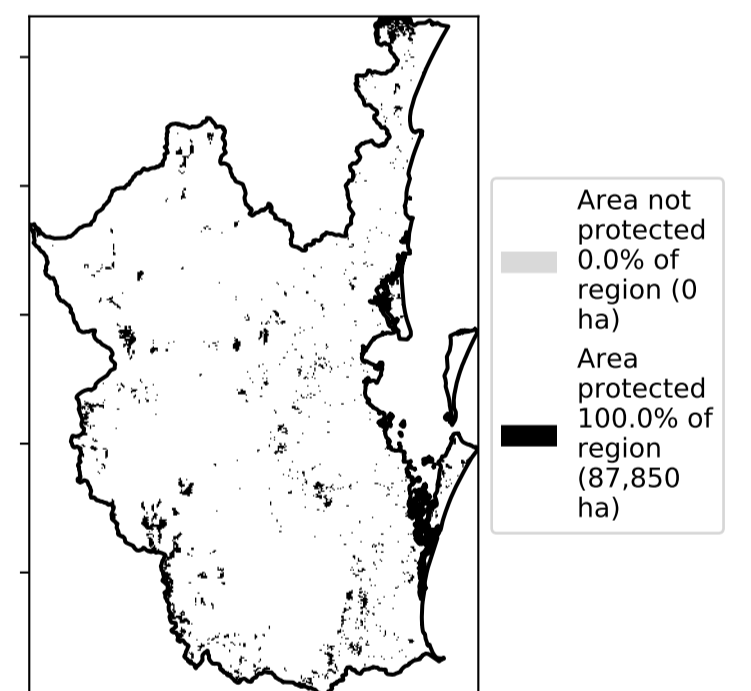 Area not
protected
0.0% of
region (0
ha)
Area
protected
100.0% of
region
(87,850
ha)